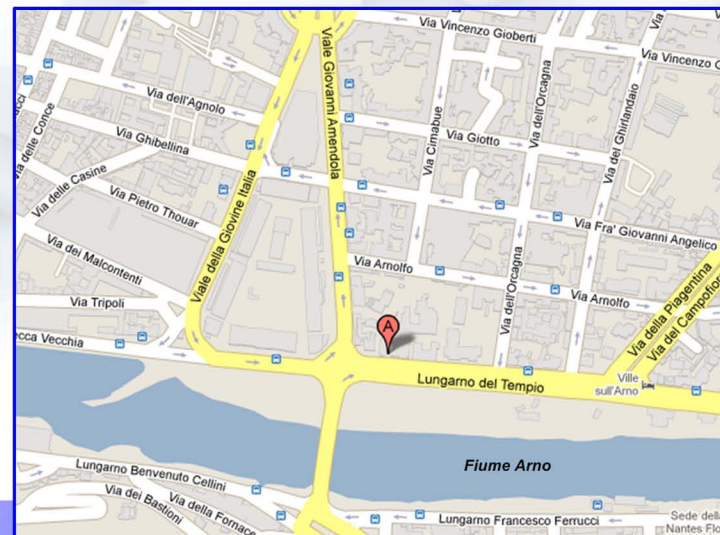 Via Vincenzo Gioberti
Via Vincenzo G
Via dell'Agnolo
Viale Giovanni Amendola
Via dell'Orcagna
Via del Ghirlandaio
Via delle Conce
Via Ghibellina
Via Cimabue
Via Giotto
Via delle Casine
Via Pietro Thouar
Viale della Giovine Italia
Via Fra' Giovanni Angelico
Via dei Malcontenti
Via Arnolfo
Via dell'Orcagna
Via Arnolfo
Via della Piagentina
Via del Campofior
Via Tripoli
ecca Vecchia
A
Lungarno del Tempio
Ville
sull'Arno
Fiume Arno
Lungarno Benvenuto Cellini
Via dei Bastioni
Via della Fornace
Lungarno Francesco Ferrucci
Sede dell
Nantes Flo